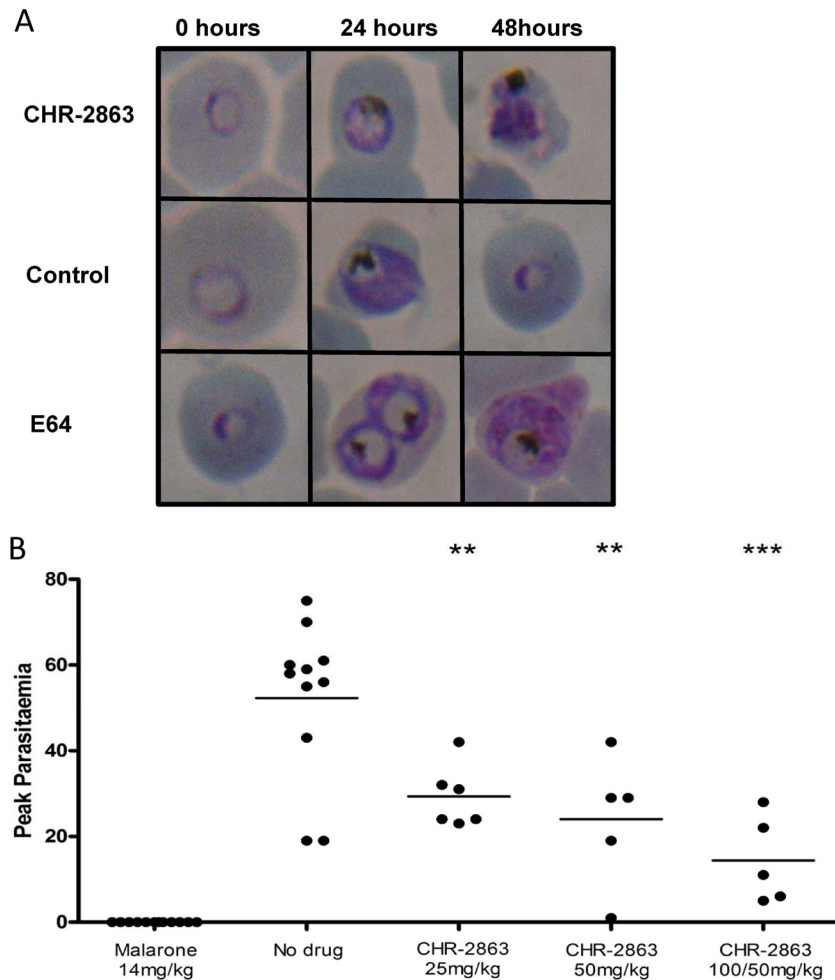 A
0 hours 24 hours 48hours
CHR-2863
Control
E64
B
** ** ***
80
60
40
20
0
Peak Parasitaemia
Malarone No drug CHR-2863 CHR-2863 CHR-2863
14mg/kg 25mg/kg 50mg/kg 100/50mg/kg